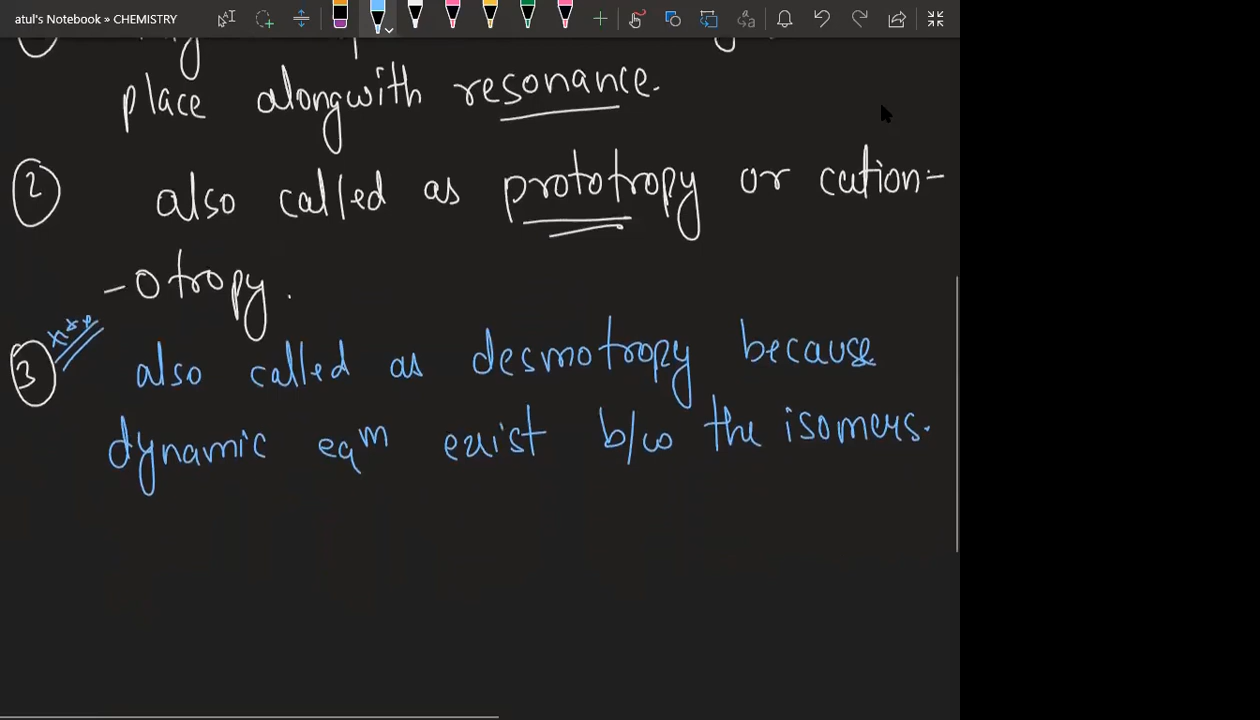 atul's Notebook » CHEMISTRY
place alongwith resonance.
② also called as prototropy or cation-
-otropy.
③ also called as desmotropy because
dynamic eqm exist b/w the isomers.